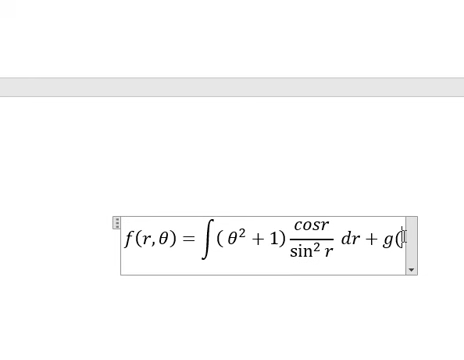 f(r, θ) = ∫(θ² + 1) cosr / sin² r dr + g(